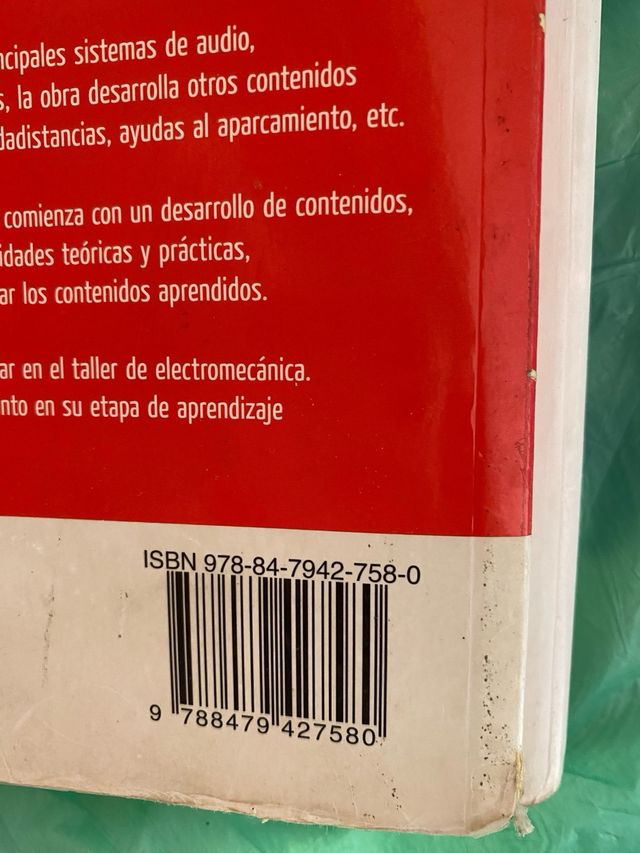 ncipales sistemas de audio,
s, la obra desarrolla otros contenidos
dadistancias, ayudas al aparcamiento, etc.
comienza con un desarrollo de contenidos,
idades teóricas y prácticas,
ar los contenidos aprendidos.
ar en el taller de electromecánica.
nto en su etapa de aprendizaje
ISBN 978-84-7942-758-0
9 788479 427580